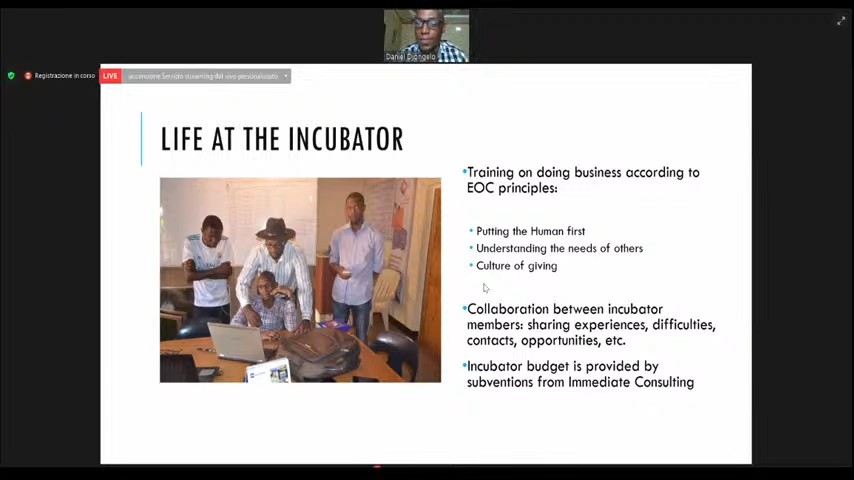 Daniel Djongelo
Registrazione in corso
LIVE
LIFE AT THE INCUBATOR
•Training on doing business according to
EOC principles:
• Putting the Human first
• Understanding the needs of others
• Culture of giving
•Collaboration between incubator
members: sharing experiences, difficulties,
contacts, opportunities, etc.
•Incubator budget is provided by
subventions from Immediate Consulting